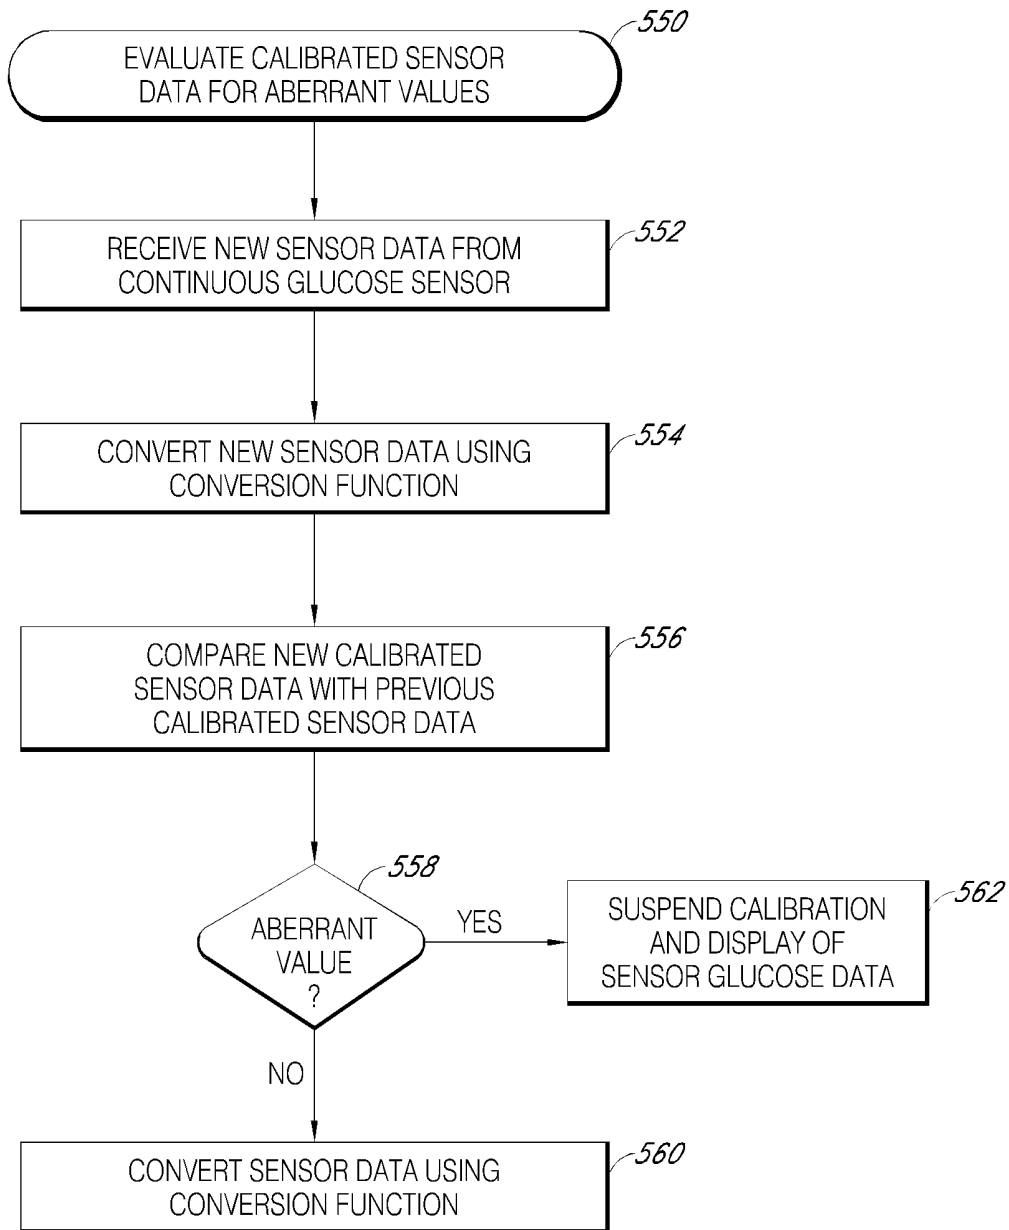 550
EVALUATE CALIBRATED SENSOR
DATA FOR ABERRANT VALUES
552
RECEIVE NEW SENSOR DATA FROM
CONTINUOUS GLUCOSE SENSOR
554
CONVERT NEW SENSOR DATA USING
CONVERSION FUNCTION
556
COMPARE NEW CALIBRATED
SENSOR DATA WITH PREVIOUS
CALIBRATED SENSOR DATA
558
ABERRANT
VALUE
?
YES
562
SUSPEND CALIBRATION
AND DISPLAY OF
SENSOR GLUCOSE DATA
NO
560
CONVERT SENSOR DATA USING
CONVERSION FUNCTION